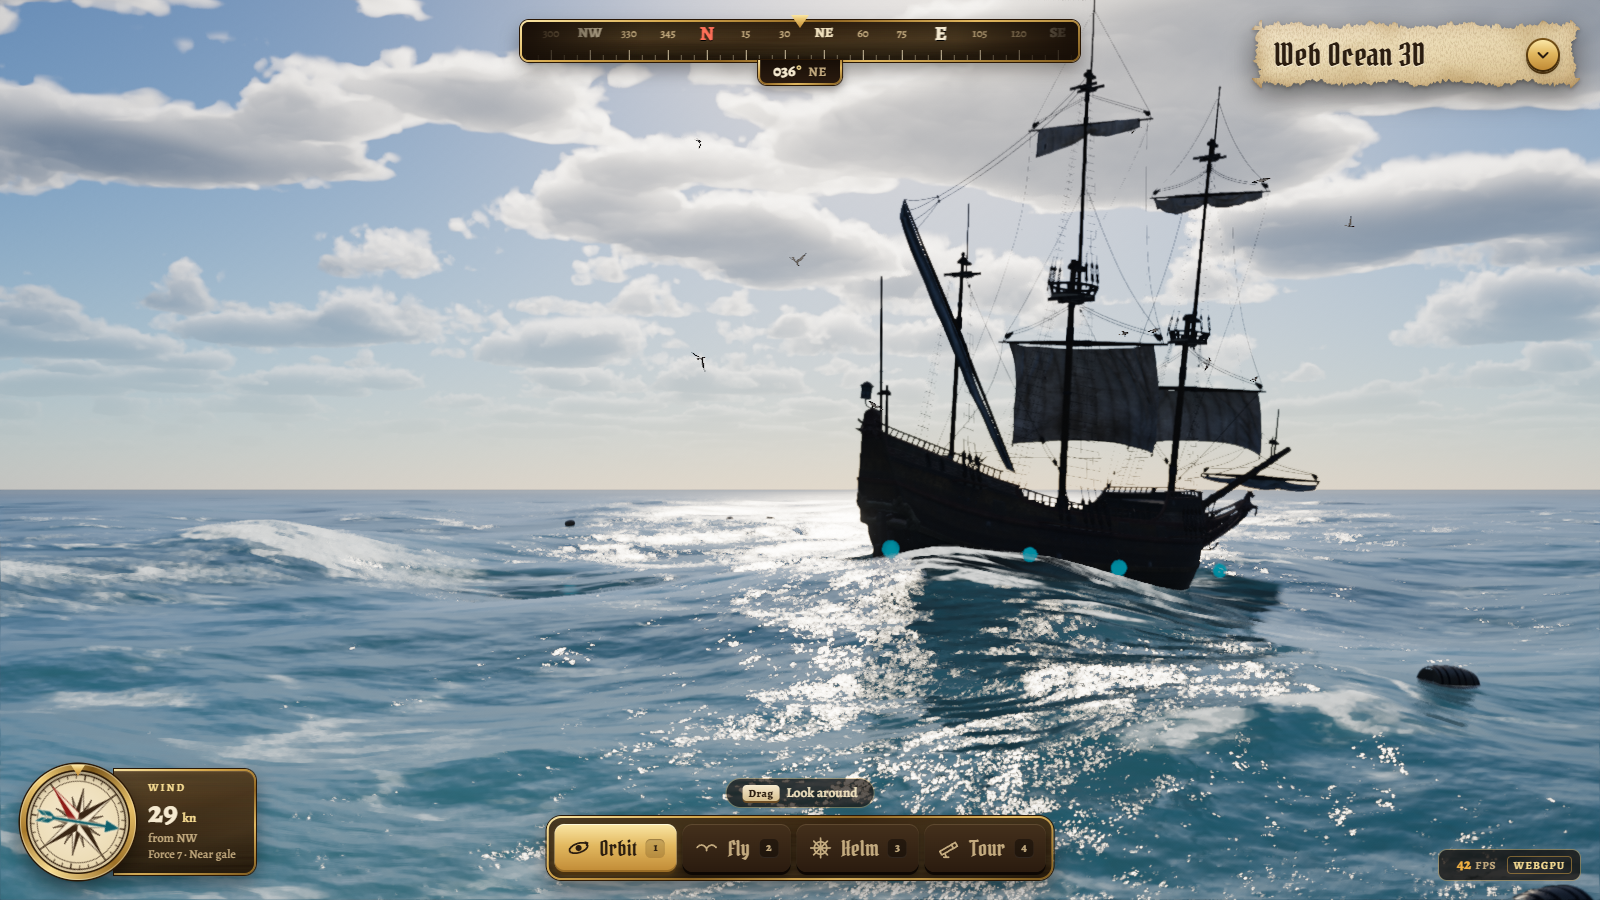 300 NW 330 345 N 15 30 NE 60 75 E 105 120 SE
036° NE
Web Ocean 3D
WIND
29 kn
from NW
Force 7 · Near gale
Drag Look around
Orbit 1 Fly 2 Helm 3 Tour 4
42 FPS WEBGPU